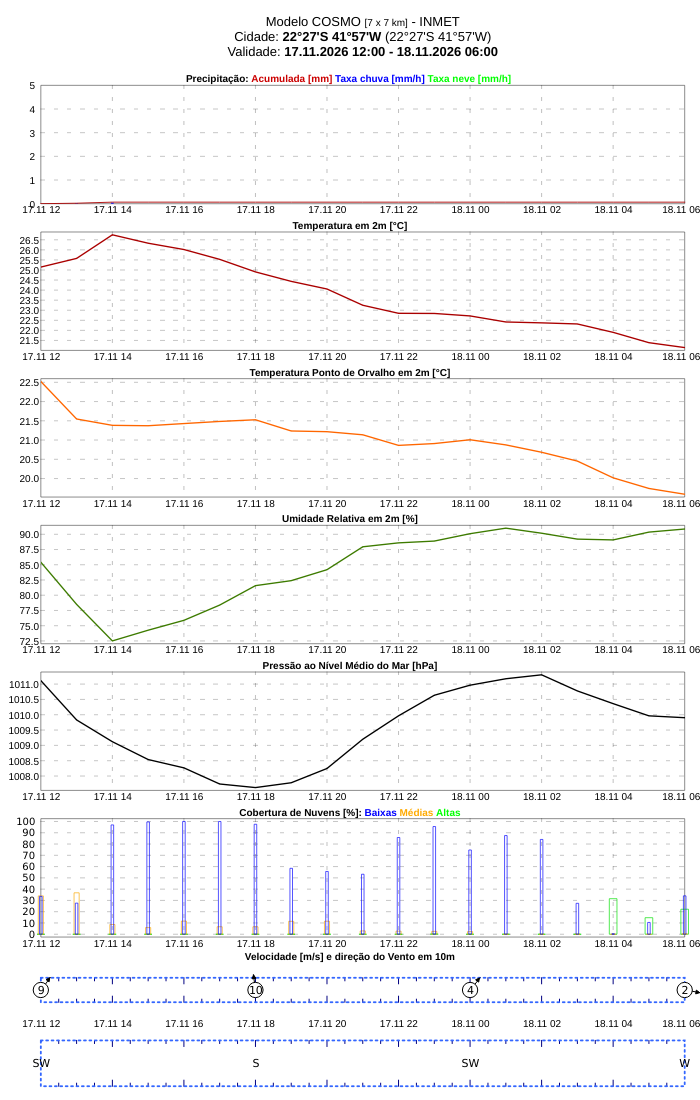 Modelo COSMO [7 x 7 km] - INMET
Cidade: 22°27'S 41°57'W (22°27'S 41°57'W)
Validade: 17.11.2026 12:00 - 18.11.2026 06:00
Precipitação: Acumulada [mm] Taxa chuva [mm/h] Taxa neve [mm/h]
5
4
3
2
1
0
17.11 12 17.11 14 17.11 16 17.11 18 17.11 20 17.11 22 18.11 00 18.11 02 18.11 04 18.11 06
Temperatura em 2m [°C]
26.5
26.0
25.5
25.0
24.5
24.0
23.5
23.0
22.5
22.0
21.5
17.11 12 17.11 14 17.11 16 17.11 18 17.11 20 17.11 22 18.11 00 18.11 02 18.11 04 18.11 06
Temperatura Ponto de Orvalho em 2m [°C]
22.5
22.0
21.5
21.0
20.5
20.0
17.11 12 17.11 14 17.11 16 17.11 18 17.11 20 17.11 22 18.11 00 18.11 02 18.11 04 18.11 06
Umidade Relativa em 2m [%]
90.0
87.5
85.0
82.5
80.0
77.5
75.0
72.5
17.11 12 17.11 14 17.11 16 17.11 18 17.11 20 17.11 22 18.11 00 18.11 02 18.11 04 18.11 06
Pressão ao Nível Médio do Mar [hPa]
1011.0
1010.5
1010.0
1009.5
1009.0
1008.5
1008.0
17.11 12 17.11 14 17.11 16 17.11 18 17.11 20 17.11 22 18.11 00 18.11 02 18.11 04 18.11 06
Cobertura de Nuvens [%]: Baixas Médias Altas
100
90
80
70
60
50
40
30
20
10
0
17.11 12 17.11 14 17.11 16 17.11 18 17.11 20 17.11 22 18.11 00 18.11 02 18.11 04 18.11 06
Velocidade [m/s] e direção do Vento em 10m
9 10 4 2
17.11 12 17.11 14 17.11 16 17.11 18 17.11 20 17.11 22 18.11 00 18.11 02 18.11 04 18.11 06
SW S SW W